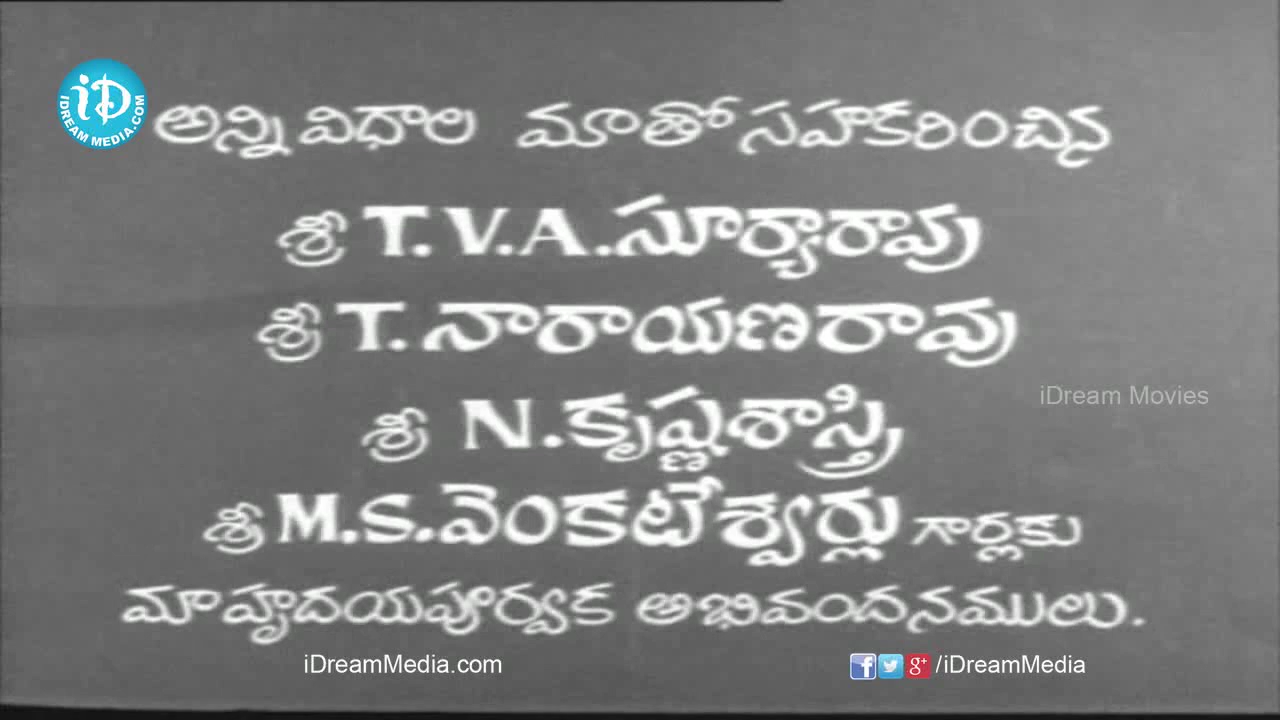 iD
IDREAM MEDIA.COM
అన్ని విధాల మాతో సహకరించిన
శ్రీ T.V.A.సూర్యారావు
శ్రీ T.నారాయణరావు
iDream Movies
శ్రీ N.కృష్ణశాస్త్రి
శ్రీ M.S.వెంకటేశ్వర్లు గార్లకు
మా హృదయపూర్వక అభివందనములు.
iDreamMedia.com
/iDreamMedia